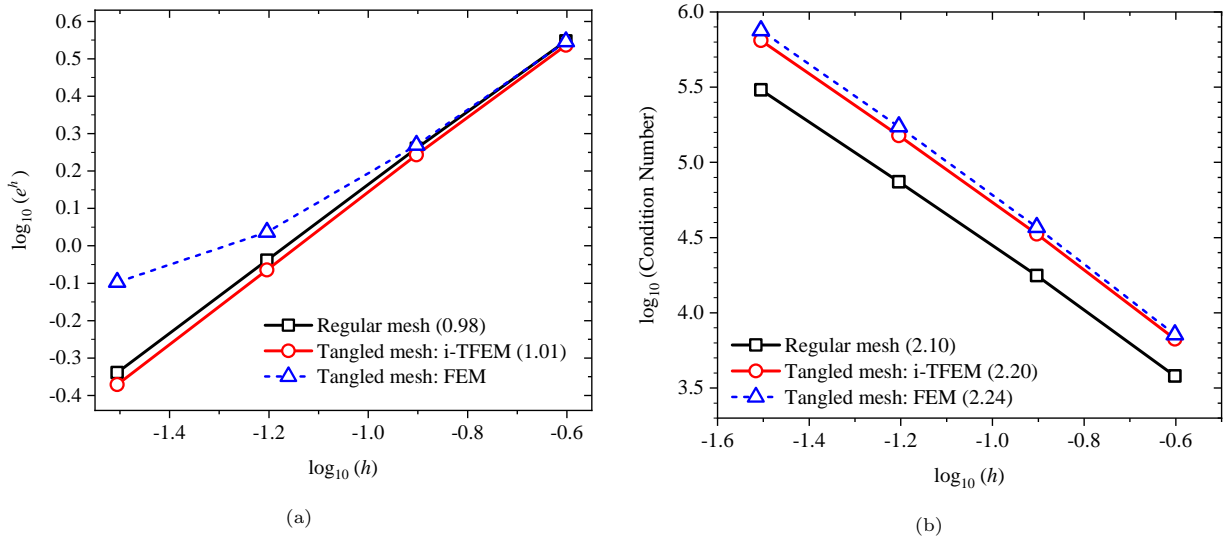 0.6
0.5
0.4
0.3
0.2
0.1
0.0
-0.1
-0.2
-0.3
-0.4
log10 (e^h)
Regular mesh (0.98)
Tangled mesh: i-TFEM (1.01)
Tangled mesh: FEM
-1.4
-1.2
-1.0
-0.8
-0.6
log10 (h)
(a)
6.0
5.5
5.0
4.5
4.0
3.5
log10 (Condition Number)
Regular mesh (2.10)
Tangled mesh: i-TFEM (2.20)
Tangled mesh: FEM (2.24)
-1.6
-1.4
-1.2
-1.0
-0.8
-0.6
log10 (h)
(b)